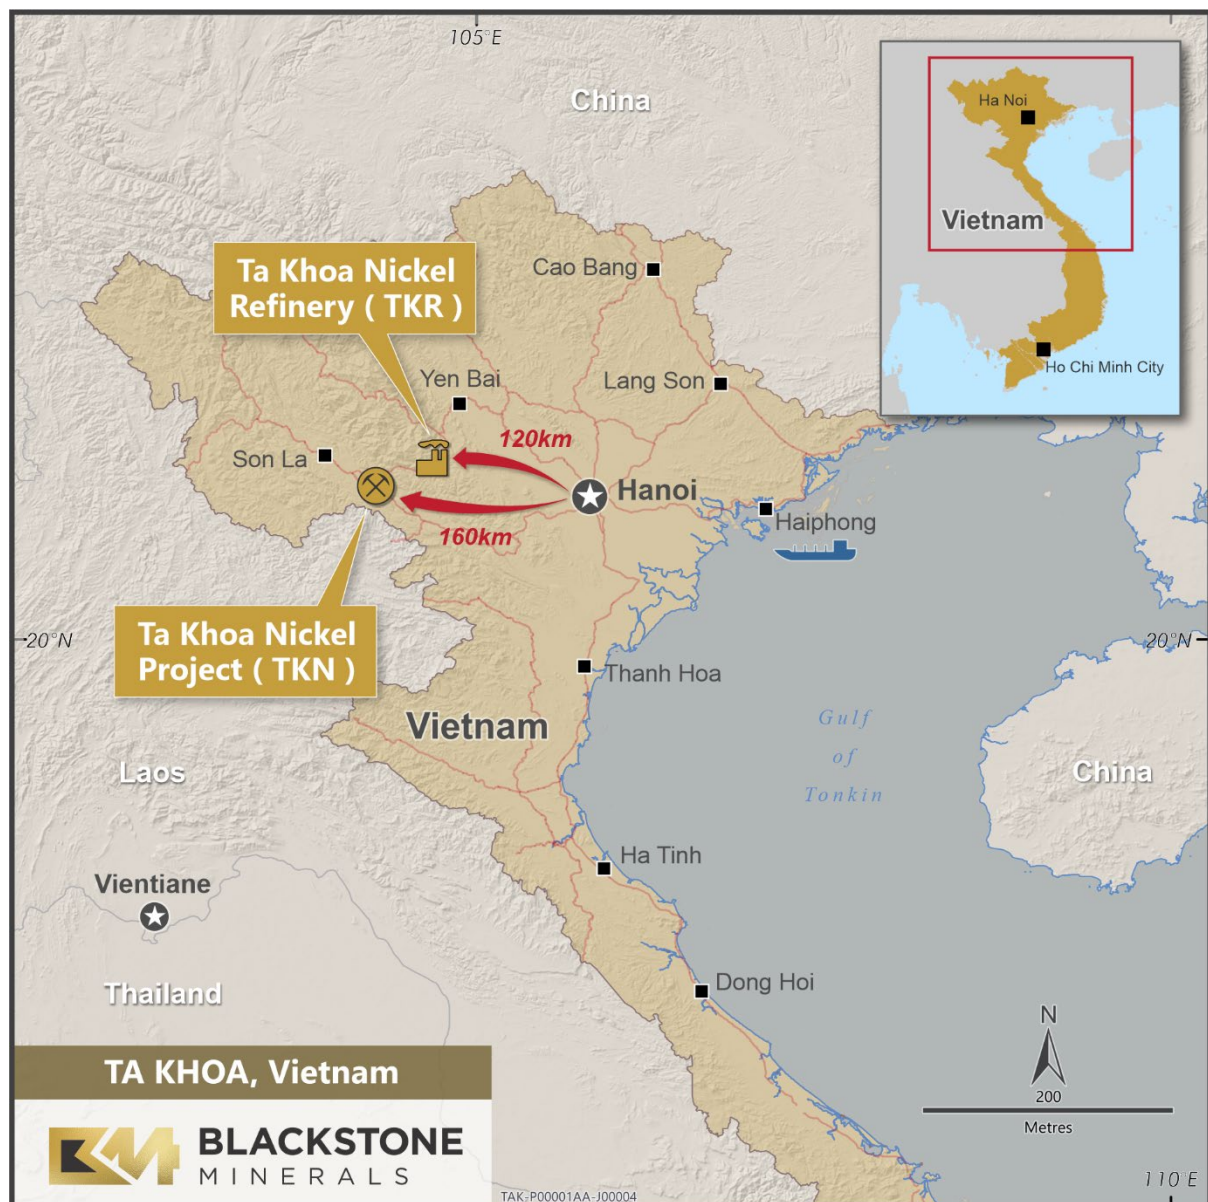 105°E
China
Ha Noi
Vietnam
Ho Chi Minh City
Ta Khoa Nickel
Refinery ( TKR )
Cao Bang
Yen Bai
Lang Son
120km
Son La
Hanoi
160km
Haiphong
Ta Khoa Nickel
Project ( TKN )
20°N
20°N
Thanh Hoa
Vietnam
Gulf
of
Tonkin
Laos
China
Ha Tinh
Vientiane
Thailand
Dong Hoi
N
200
Metres
TA KHOA, Vietnam
BM
BLACKSTONE
MINERALS
TAK-P00001AA-J00004
110°E